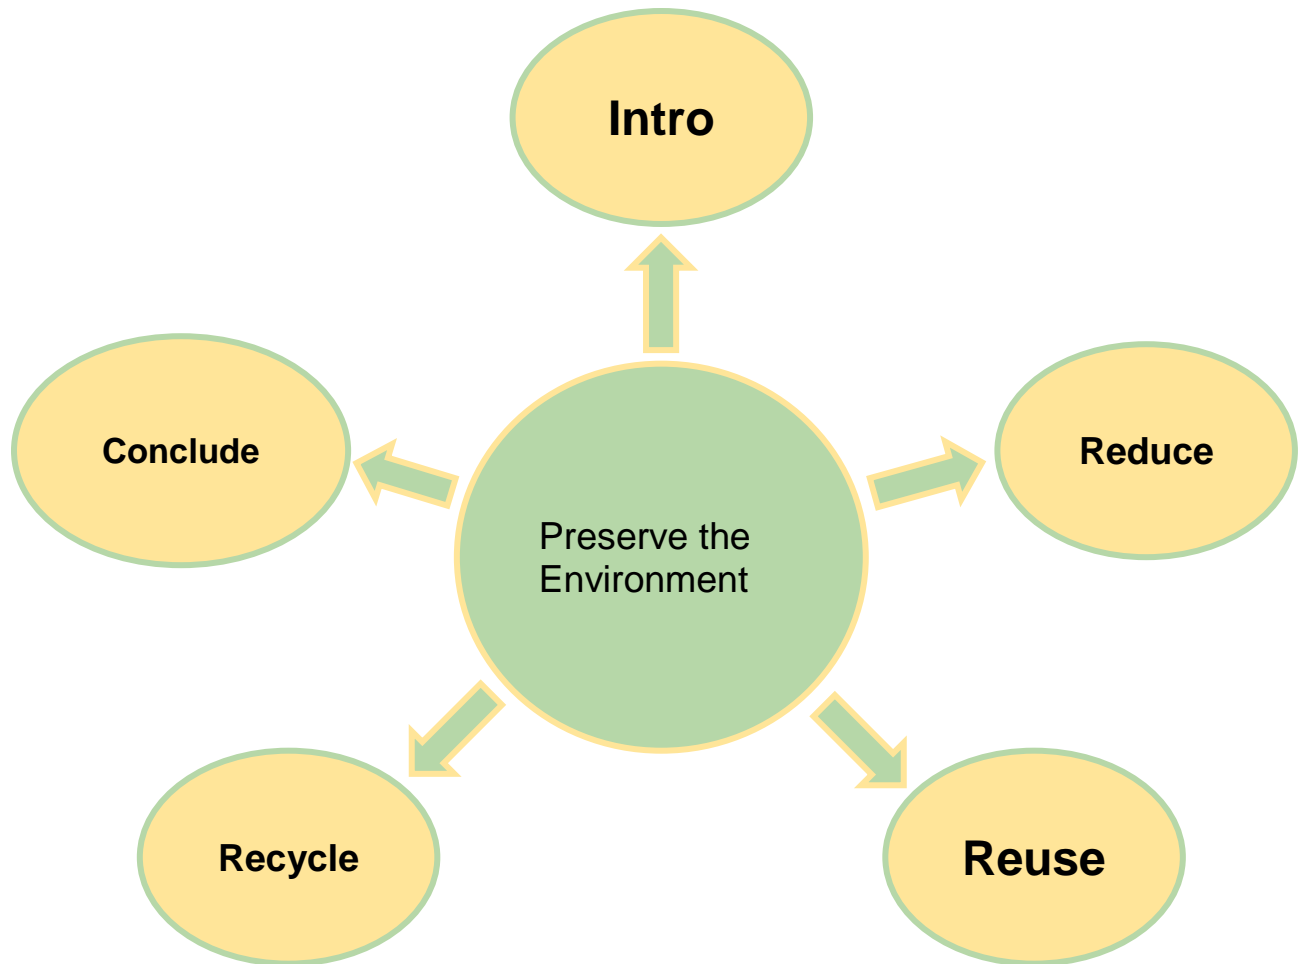 Intro
Conclude
Reduce
Preserve the
Environment
Recycle
Reuse